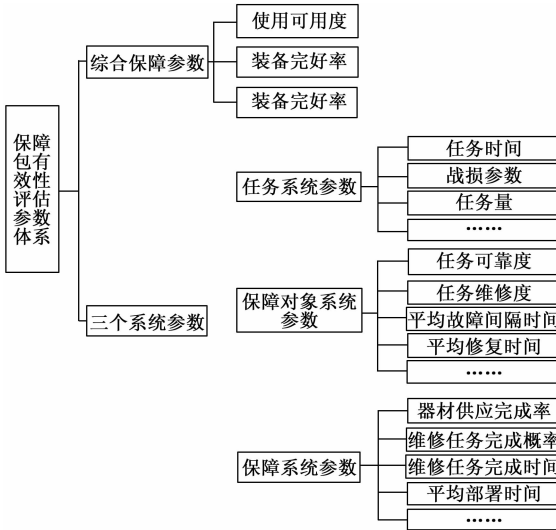 使用可用度
综合保障参数
装备完好率
装备完好率
保障
包有
效性
评估
参数
体系
任务时间
任务系统参数
战损参数
任务量
……
任务可靠度
保障对象系统
参数
任务维修度
平均故障间隔时间
三个系统参数
平均修复时间
……
器材供应完成率
维修任务完成概率
保障系统参数
维修任务完成时间
平均部署时间
……